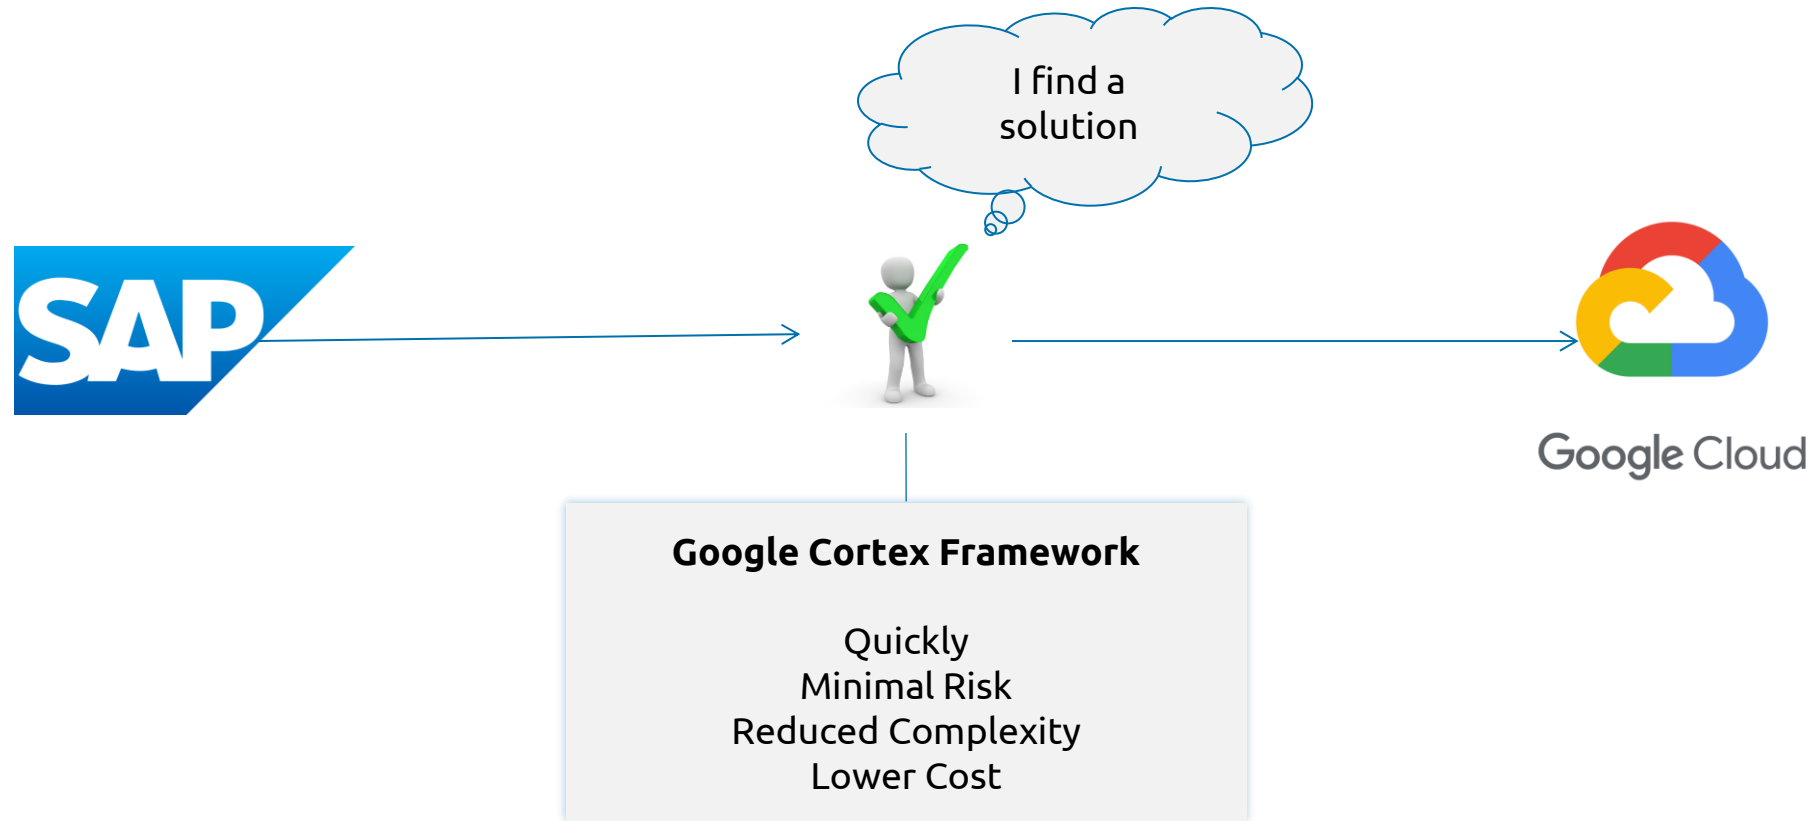 I find a
solution
SAP
Google Cloud
Google Cortex Framework
Quickly
Minimal Risk
Reduced Complexity
Lower Cost